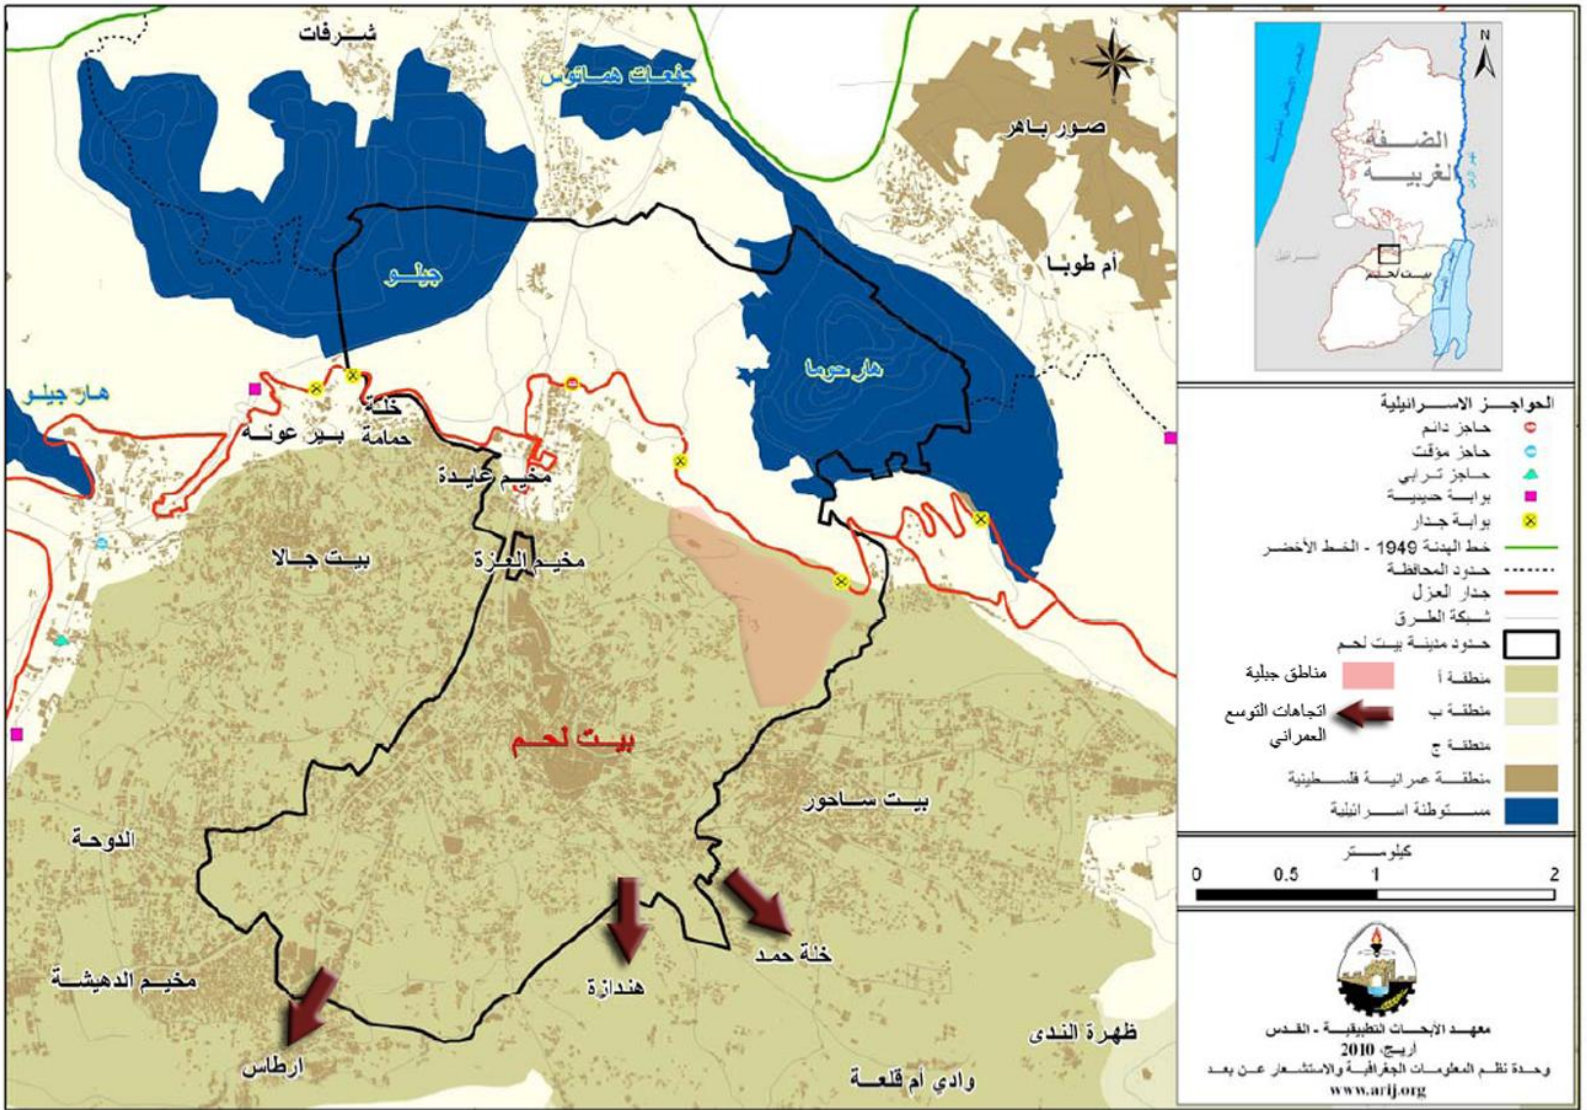 شرفات
جفعات هماتوس
صور باهر
أم طوبا
جيلو
هار حوما
هار جيلو
خلة
حمامة
بير عونه
مخيم عايدة
بيت جالا
مخيم العزة
بيت لحم
بيت ساحور
الدوحة
خلة حمد
مخيم الدهيشة
هندازة
ظهرة الندى
ارطاس
وادي أم قلعة
N
N
الضفة
الغربية
نهر الأردن
الأردن
اسرائيل
بيت لحم
الحواجز الاسرائيلية
حاجز دائم
حاجز مؤقت
حاجز ترابي
بوابة حديدية
بوابة جدار
خط الهدنة 1949 - الخط الأخضر
حدود المحافظة
جدار العزل
شبكة الطرق
حدود مدينة بيت لحم
منطقة أ
مناطق جبلية
منطقة ب
اتجاهات التوسع
العمراني
منطقة ج
منطقة عمرانية فلسطينية
مستوطنة اسرائيلية
كيلومتر
0 0.5 1 2
معهد الأبحاث التطبيقية - القدس
أريج، 2010
وحدة نظم المعلومات الجغرافية والاستشعار عن بعد
www.arij.org